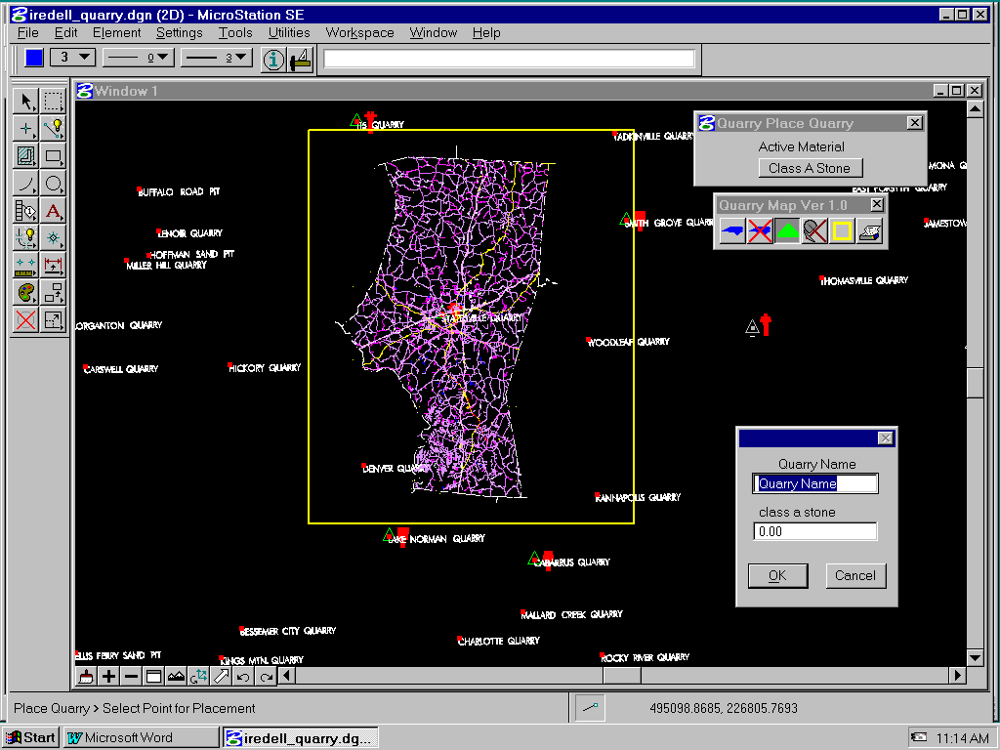 iredell_quarry.dgn (2D) - MicroStation SE
File Edit Element Settings Tools Utilities Workspace Window Help
3 0 3
Window 1
QUARRY
YADKINVILLE QUARRY
Quarry Place Quarry
Active Material
Class A Stone
MONA Q
EAST FORSYTH QUARRY
BUFFALO ROAD PIT
Quarry Map Ver 1.0
SMITH GROVE QUARR
JAMESTOW
LENOIR QUARRY
HOFFMAN SAND PIT
MILLER HILL QUARRY
THOMASVILLE QUARRY
STATESVILLE QUARRY
ORGANTON QUARRY
WOODLEAF QUARRY
CARSWELL QUARRY
HICKORY QUARRY
Quarry Name
Quarry Name
DENVER QUAR
KANNAPOLIS QUARRY
class a stone
0.00
LAKE NORMAN QUARRY
CABARRUS QUARRY
OK Cancel
MALLARD CREEK QUARRY
BESSEMER CITY QUARRY
CHARLOTTE QUARRY
ELLIS FERRY SAND PIT
KINGS MTN. QUARRY
ROCKY RIVER QUARRY
Place Quarry > Select Point for Placement
495098.8685, 226805.7693
Start
Microsoft Word
iredell_quarry.dg...
11:14 AM